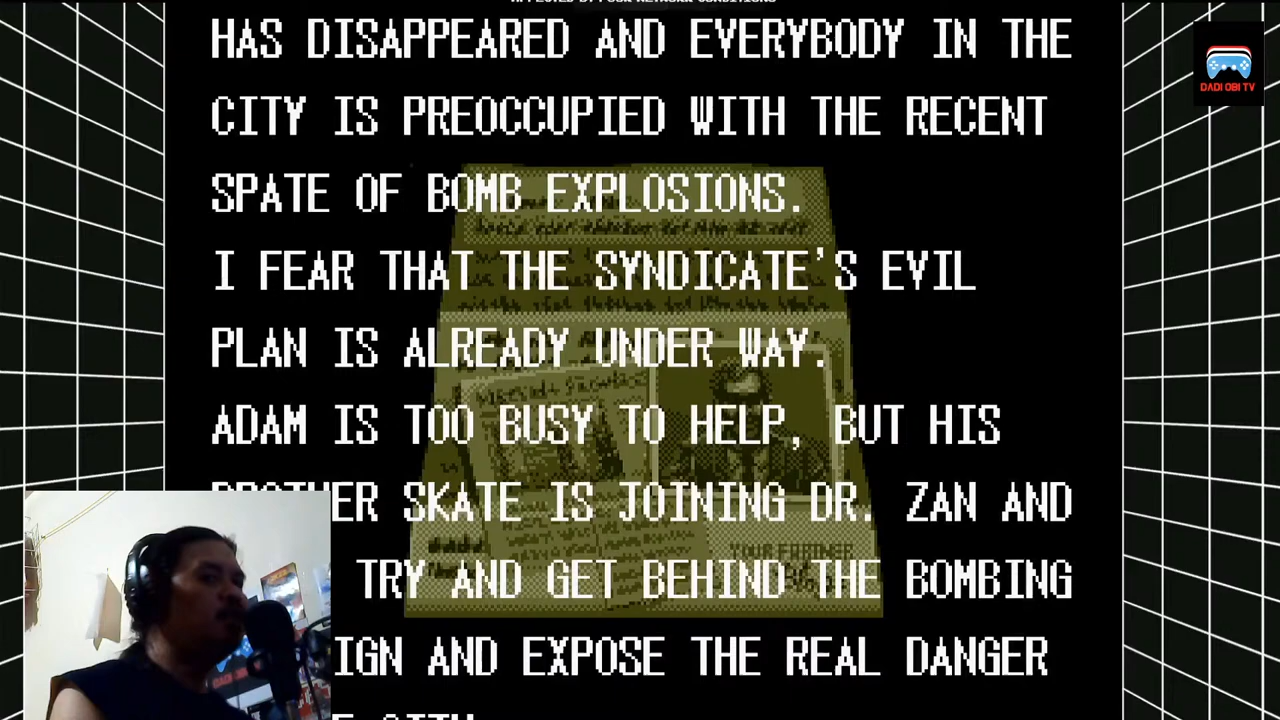 HAS DISAPPEARED AND EVERYBODY IN THE
CITY IS PREOCCUPIED WITH THE RECENT
SPATE OF BOMB EXPLOSIONS.
I FEAR THAT THE SYNDICATE'S EVIL
PLAN IS ALREADY UNDER WAY.
ADAM IS TOO BUSY TO HELP, BUT HIS
ER SKATE IS JOINING DR. ZAN AND
TRY AND GET BEHIND THE BOMBING
IGN AND EXPOSE THE REAL DANGER
DADI OBI TV
YOUR PARTNER